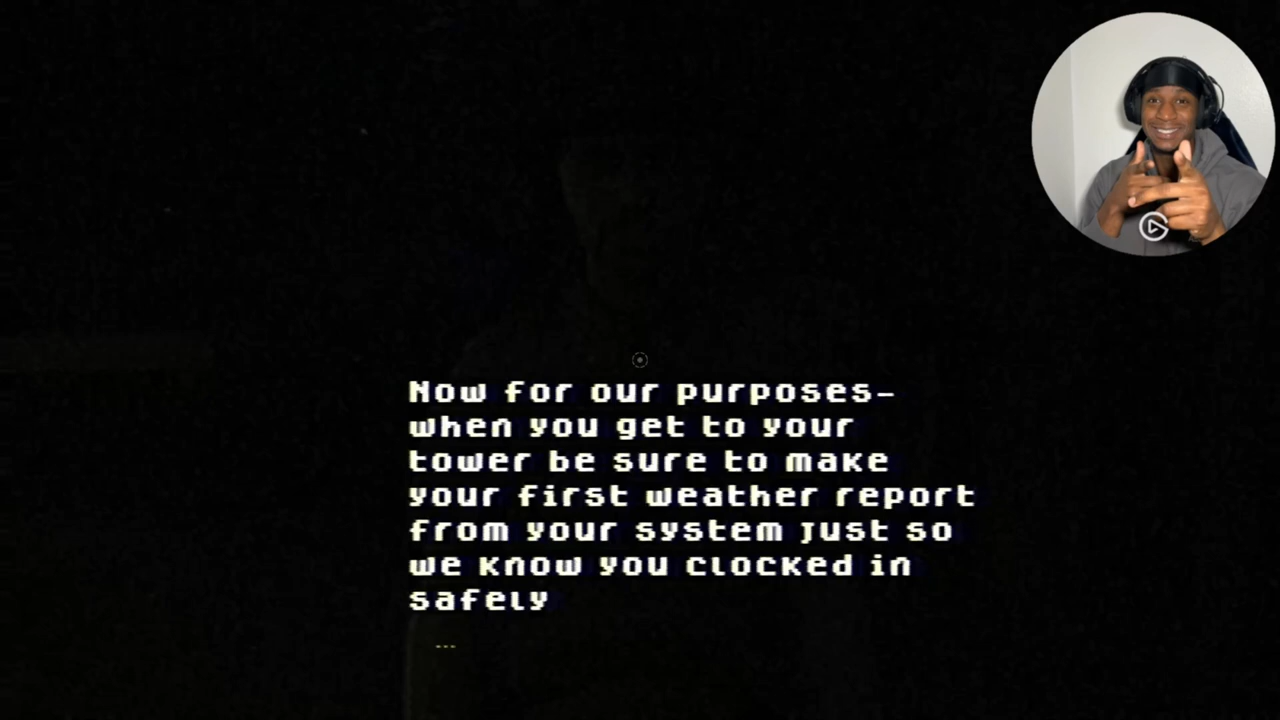 Now for our purposes-
when you get to your
tower be sure to make
your first weather report
from your system just so
we know you clocked in
safely
---